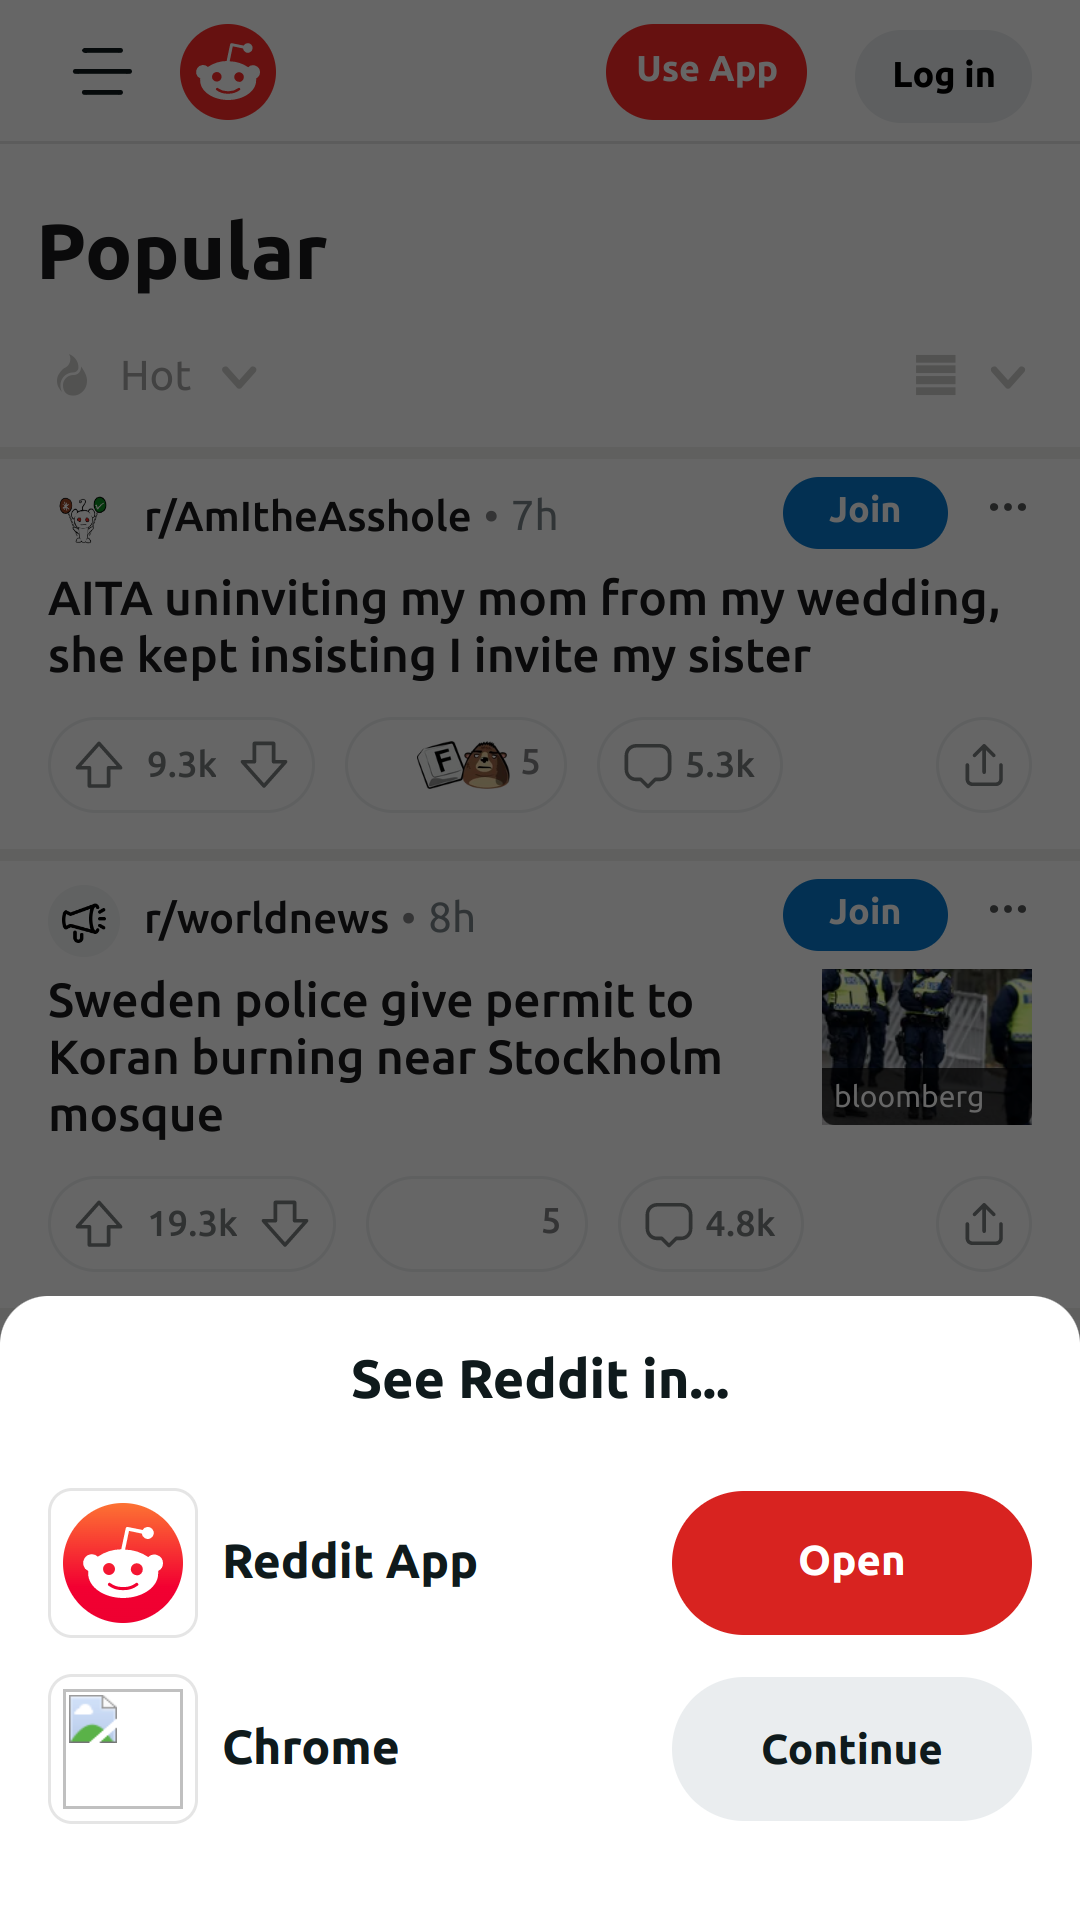 Use App
Log in
Popular
Hot
r/AmItheAsshole • 7h
Join
AITA uninviting my mom from my wedding,
she kept insisting I invite my sister
9.3k
F
5
5.3k
r/worldnews • 8h
Join
Sweden police give permit to
Koran burning near Stockholm
mosque
bloomberg
19.3k
5
4.8k
See Reddit in...
Reddit App
Open
Chrome
Continue